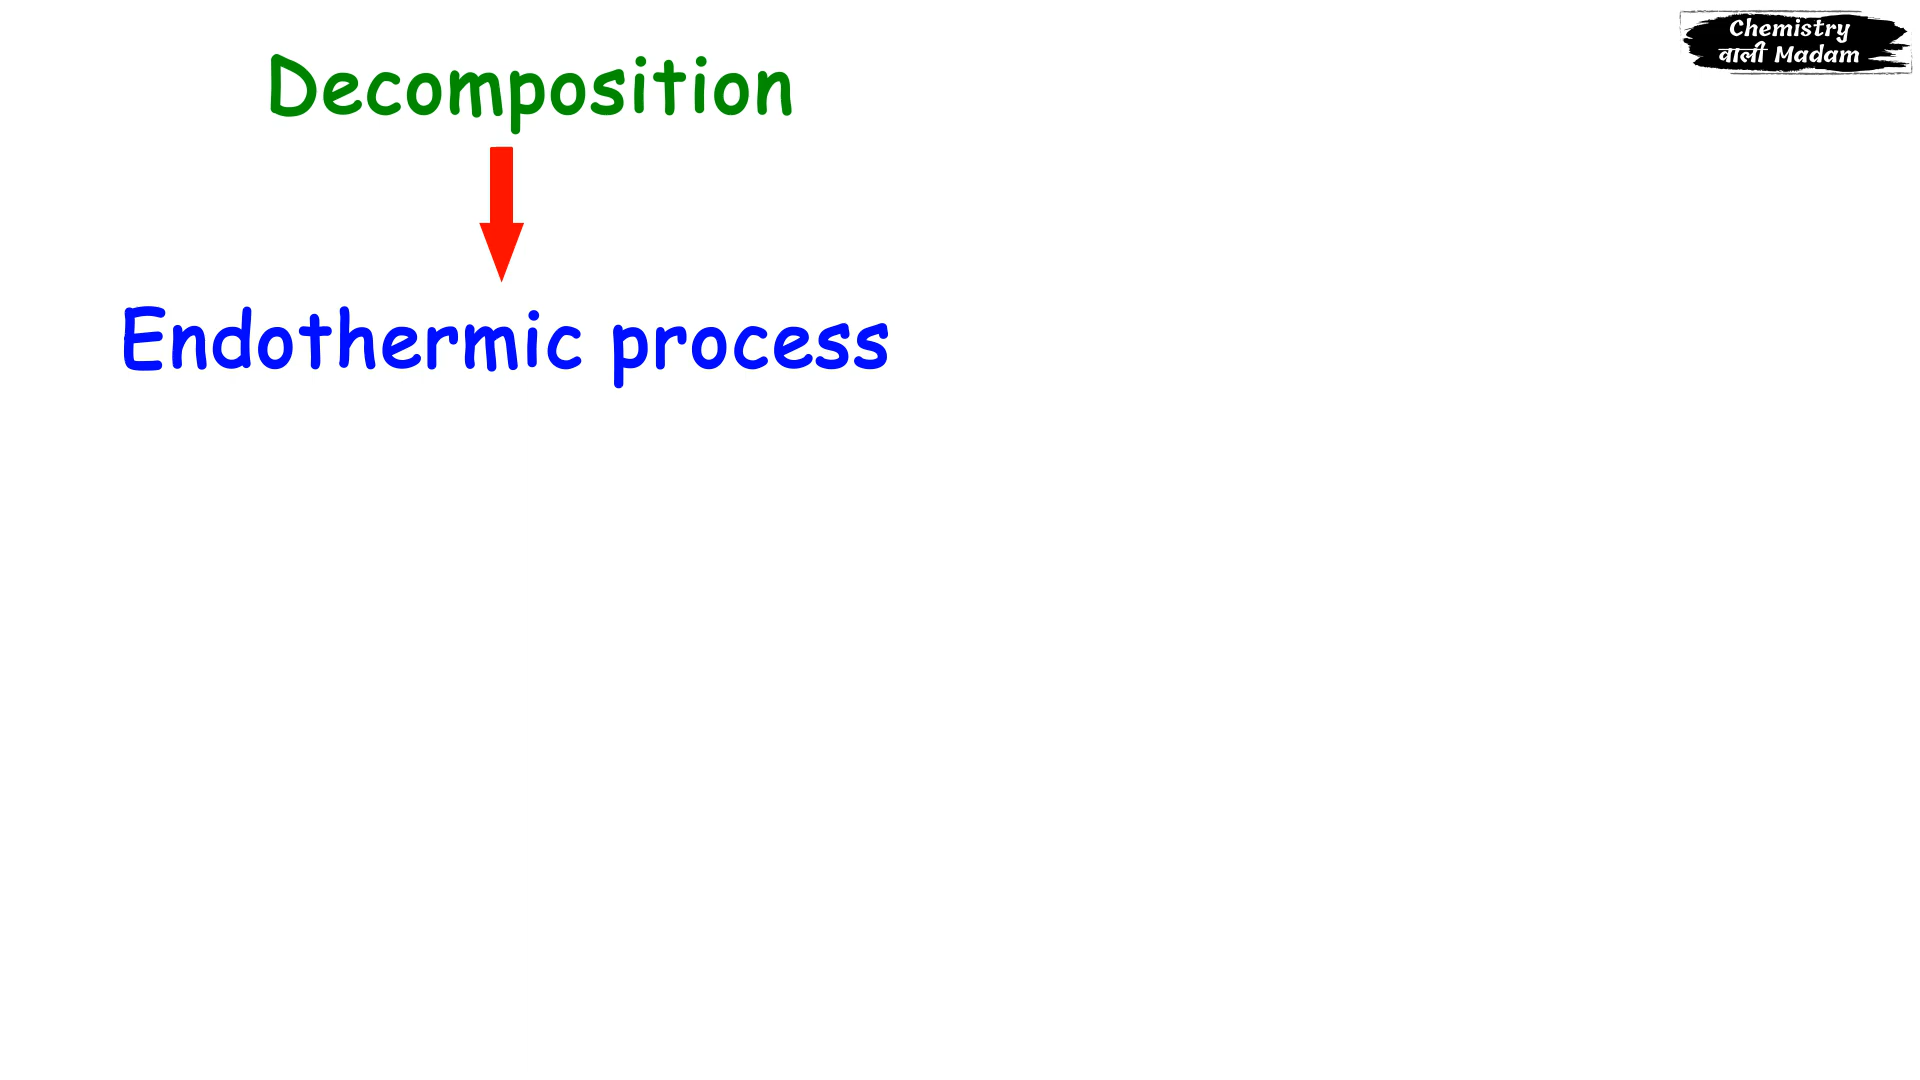 Decomposition
Endothermic process
Chemistry
वाली Madam